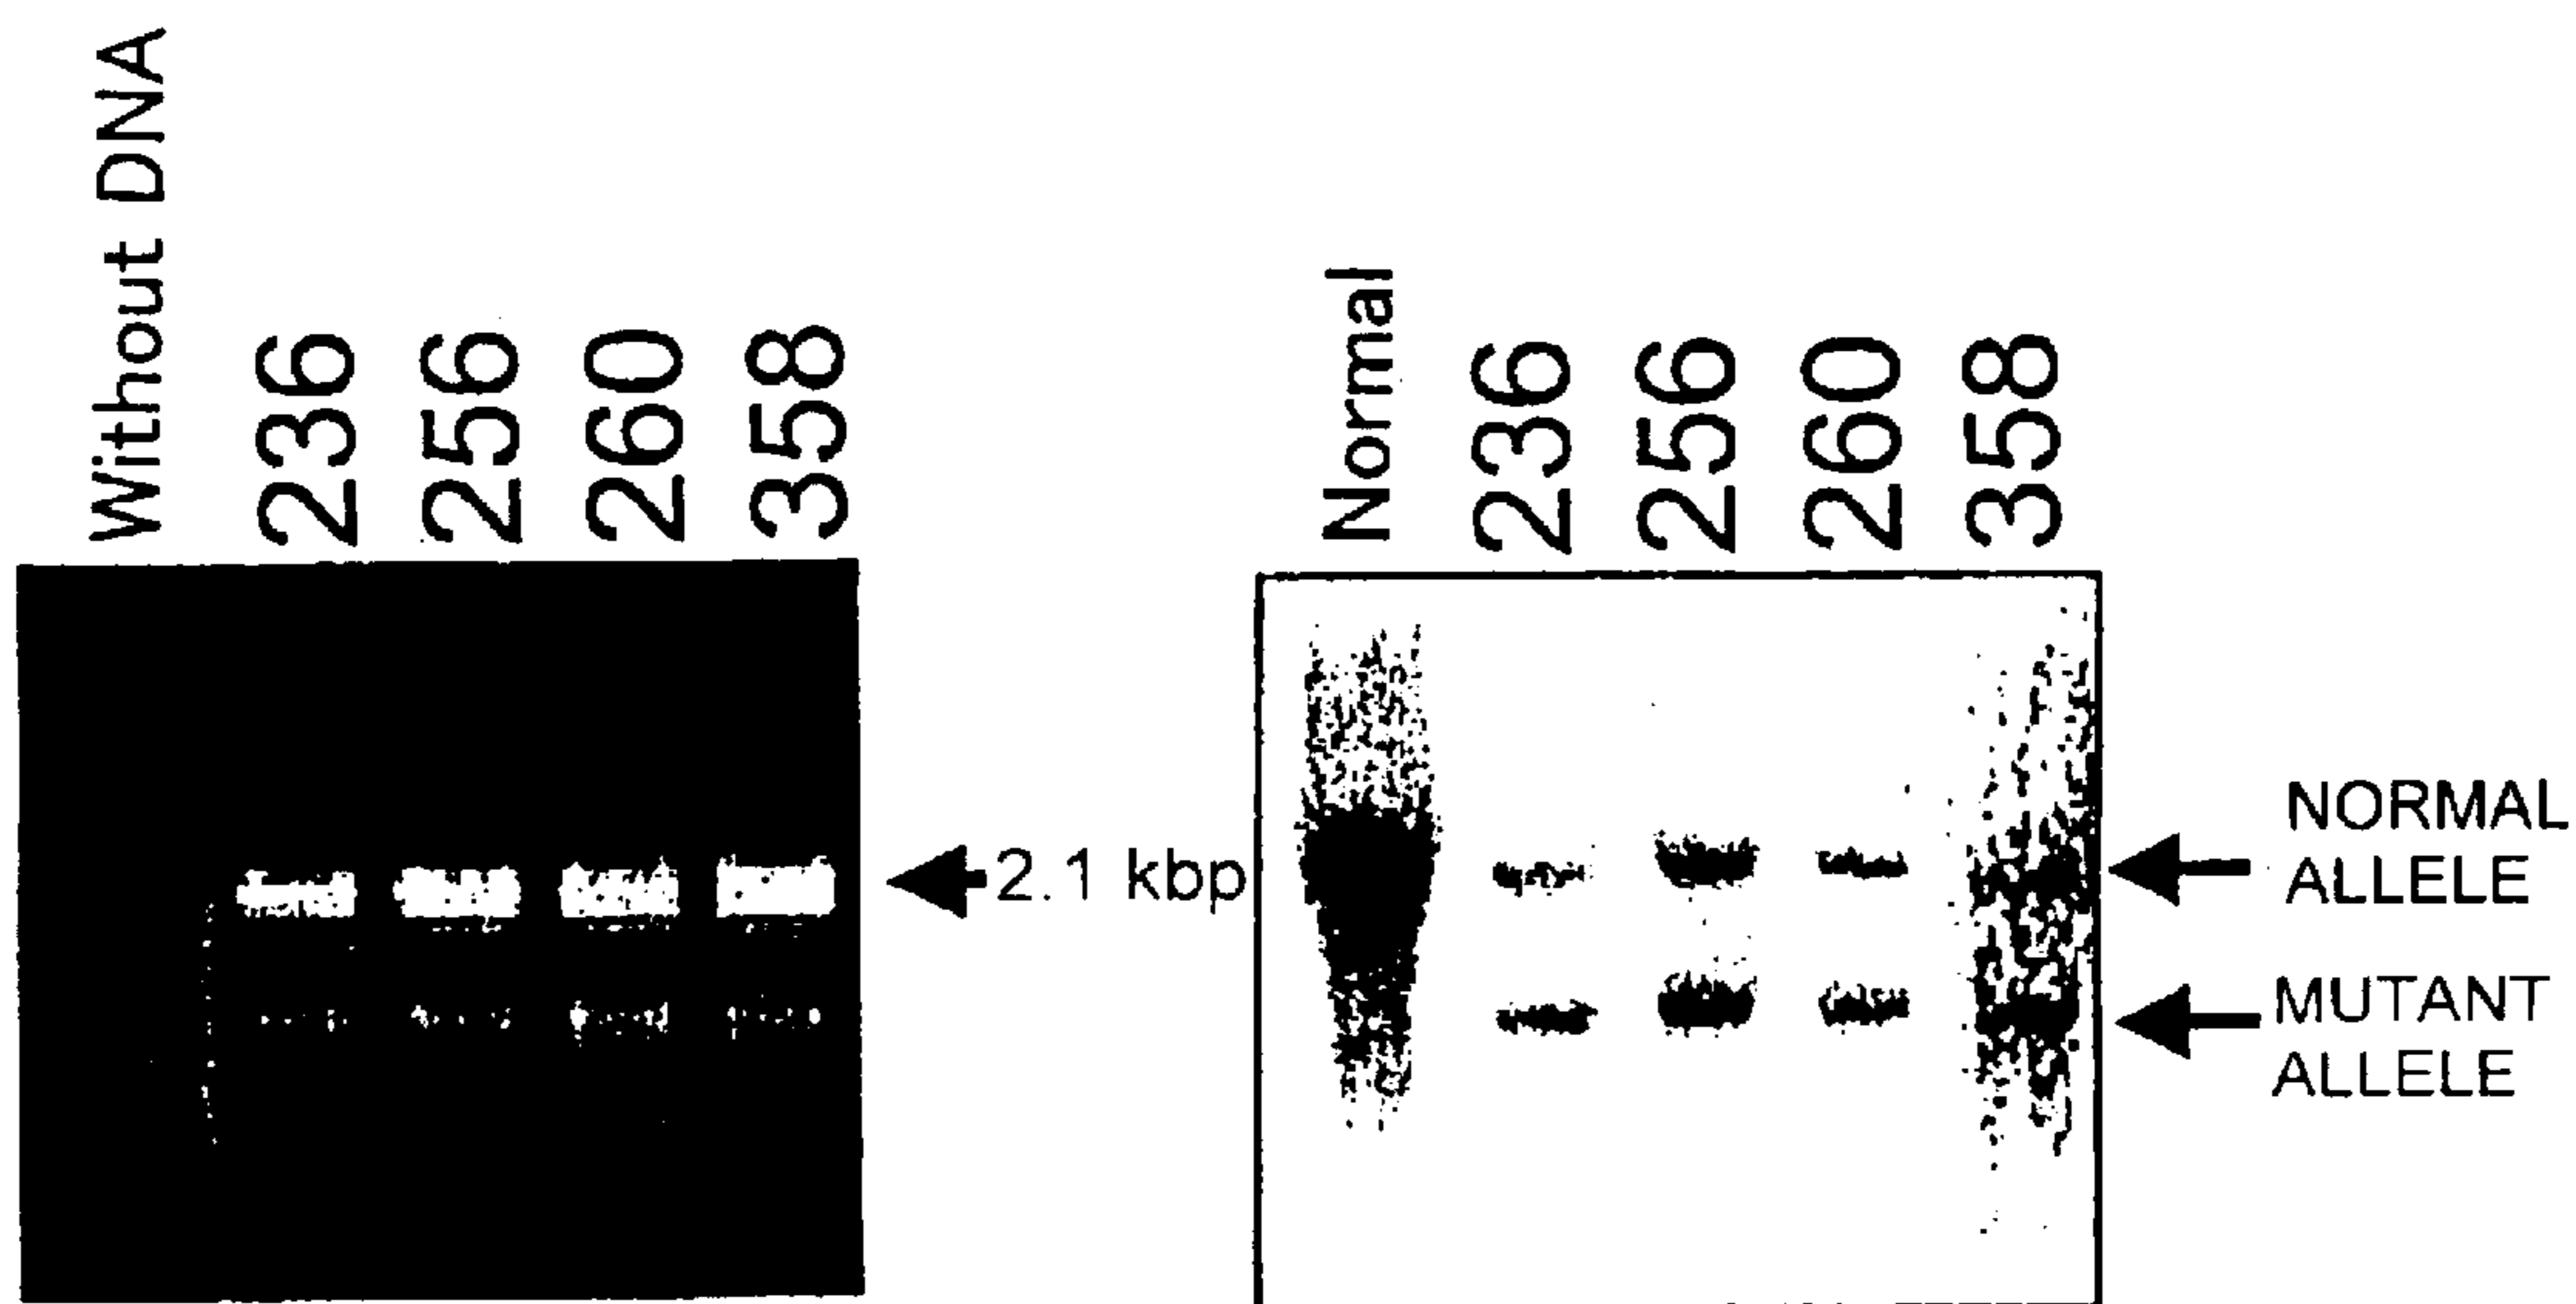 Without DNA
236
256
260
358
2.1 kbp
Normal
236
256
260
358
NORMAL
ALLELE
MUTANT
ALLELE